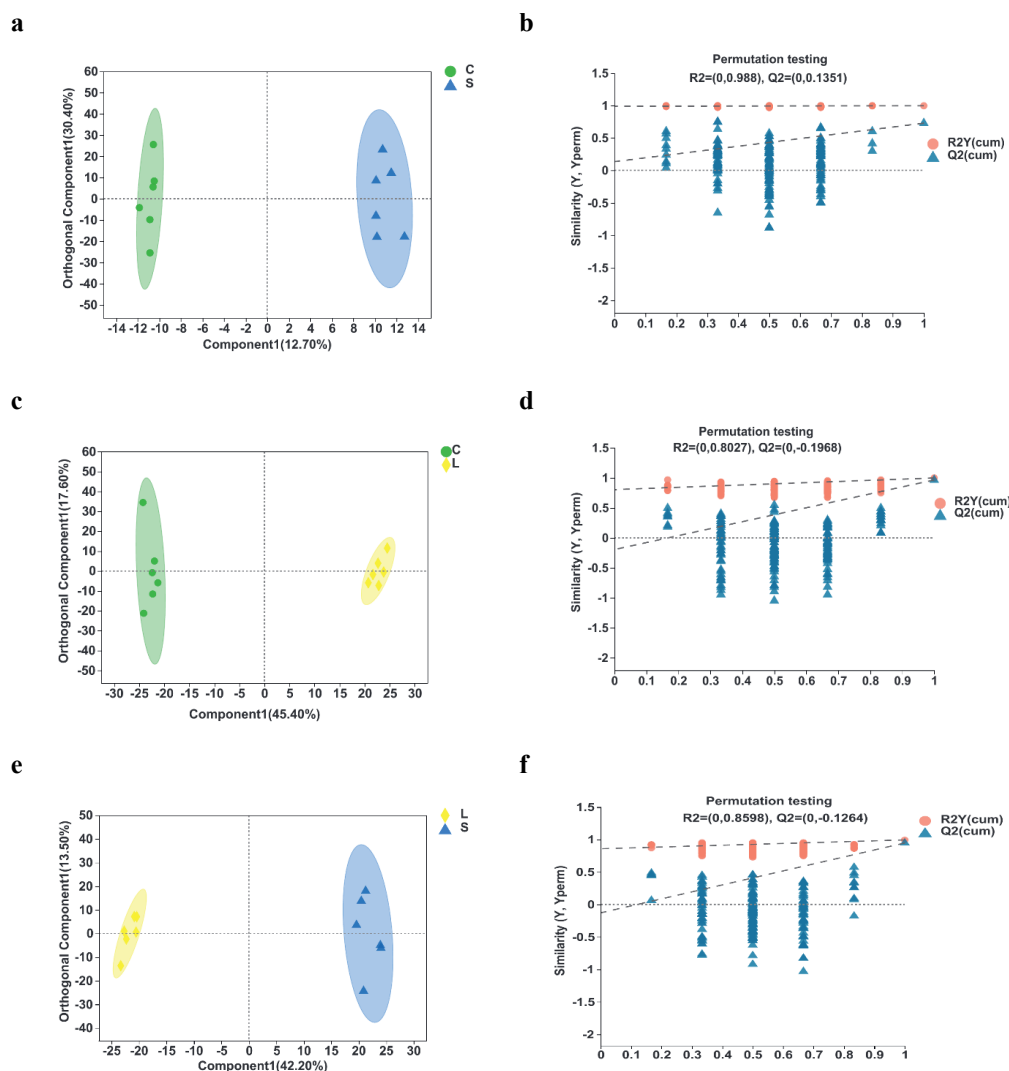 a
C
S
Orthogonal Component1(30.40%)
60
50
40
30
20
10
0
-10
-20
-30
-40
-50
-14 -12 -10 -8 -6 -4 -2 0 2 4 6 8 10 12 14
Component1(12.70%)
b
Permutation testing
R2=(0,0.988), Q2=(0,0.1351)
Similarity (Y, Yperm)
1.5
1
0.5
0
-0.5
-1
-1.5
-2
0 0.1 0.2 0.3 0.4 0.5 0.6 0.7 0.8 0.9 1
R2Y(cum)
Q2(cum)
c
C
L
Orthogonal Component1(17.60%)
60
50
40
30
20
10
0
-10
-20
-30
-40
-50
-30 -25 -20 -15 -10 -5 0 5 10 15 20 25 30
Component1(45.40%)
d
Permutation testing
R2=(0,0.8027), Q2=(0,-0.1968)
Similarity (Y, Yperm)
1.5
1
0.5
0
-0.5
-1
-1.5
-2
0 0.1 0.2 0.3 0.4 0.5 0.6 0.7 0.8 0.9 1
R2Y(cum)
Q2(cum)
e
L
S
Orthogonal Component1(13.50%)
50
40
30
20
10
0
-10
-20
-30
-40
-25 -20 -15 -10 -5 0 5 10 15 20 25 30
Component1(42.20%)
f
Permutation testing
R2=(0,0.8598), Q2=(0,-0.1264)
Similarity (Y, Yperm)
1.5
1
0.5
0
-0.5
-1
-1.5
-2
0 0.1 0.2 0.3 0.4 0.5 0.6 0.7 0.8 0.9 1
R2Y(cum)
Q2(cum)